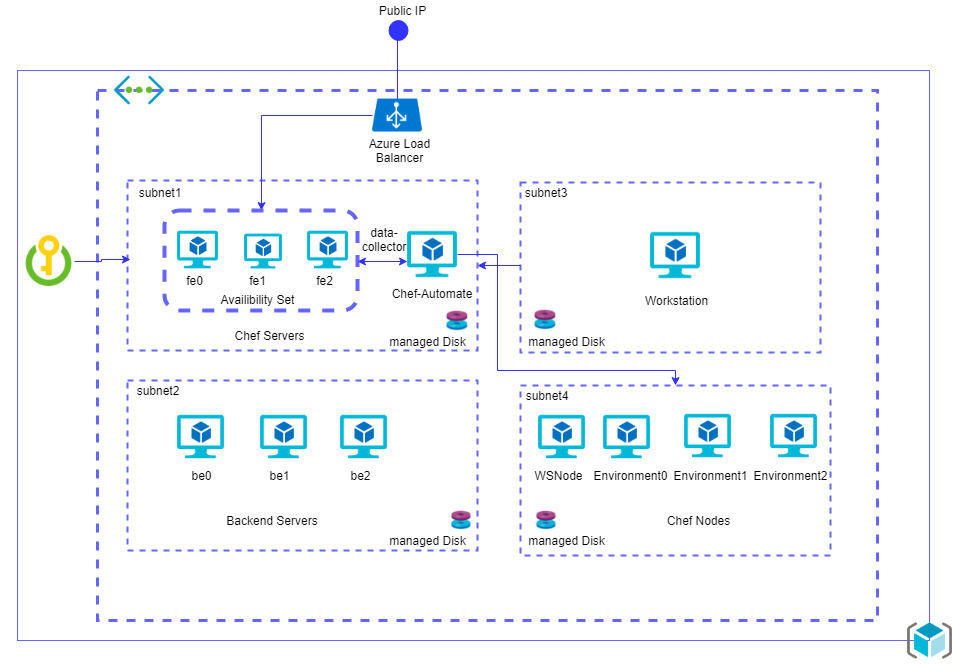 Public IP
Azure Load
Balancer
subnet1
fe0
fe1
fe2
Availibility Set
Chef Servers
data-
collector
Chef-Automate
managed Disk
subnet3
Workstation
managed Disk
subnet2
be0
be1
be2
Backend Servers
managed Disk
subnet4
WSNode
Environment0
Environment1
Environment2
Chef Nodes
managed Disk